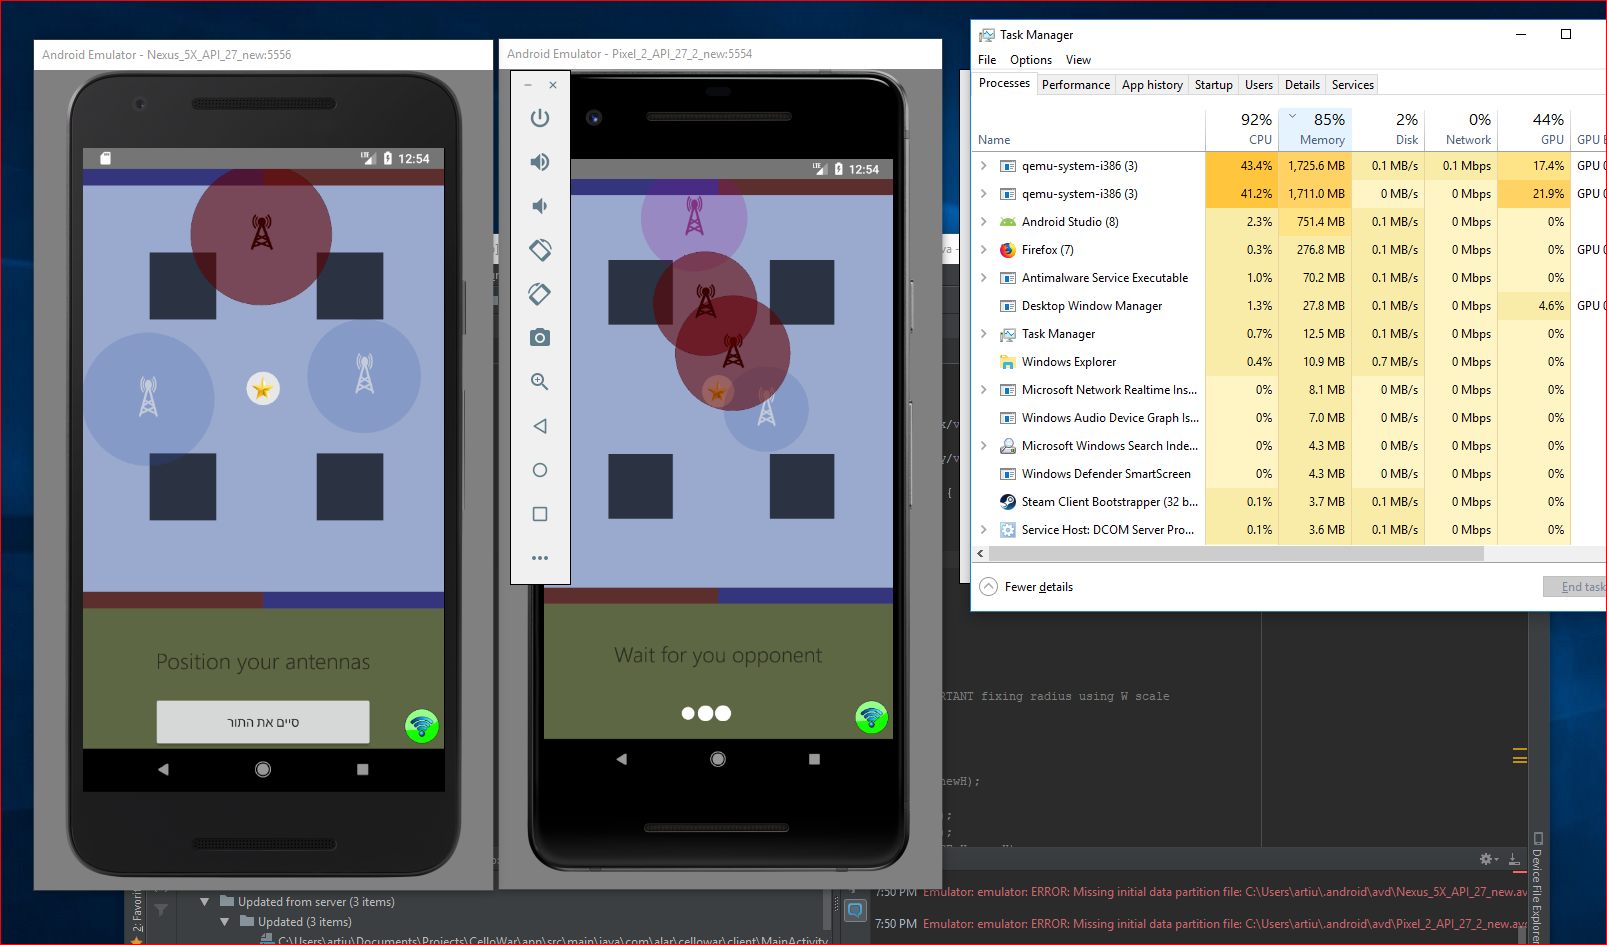 Android Emulator - Nexus_5X_API_27_new:5556
12:54
Position your antennas
סיים את התור
Android Emulator - Pixel_2_API_27_2_new:5554
LTE
12:54
Wait for you opponent
Task Manager
File Options View
Processes Performance App history Startup Users Details Services
92% 85% 2% 0% 44%
Name CPU Memory Disk Network GPU GPU E
qemu-system-i386 (3) 43.4% 1,725.6 MB 0.1 MB/s 0.1 Mbps 17.4% GPU 0
qemu-system-i386 (3) 41.2% 1,711.0 MB 0 MB/s 0 Mbps 21.9% GPU 0
Android Studio (8) 2.3% 751.4 MB 0.1 MB/s 0 Mbps 0%
Firefox (7) 0.3% 276.8 MB 0.1 MB/s 0 Mbps 0% GPU 0
Antimalware Service Executable 1.0% 70.2 MB 0.1 MB/s 0 Mbps 0%
Desktop Window Manager 1.3% 27.8 MB 0.1 MB/s 0 Mbps 4.6% GPU 0
Task Manager 0.7% 12.5 MB 0.1 MB/s 0 Mbps 0%
Windows Explorer 0.4% 10.9 MB 0.7 MB/s 0 Mbps 0%
Microsoft Network Realtime Ins... 0% 8.1 MB 0 MB/s 0 Mbps 0%
Windows Audio Device Graph Is... 0% 7.0 MB 0 MB/s 0 Mbps 0%
Microsoft Windows Search Inde... 0% 4.3 MB 0 MB/s 0 Mbps 0%
Windows Defender SmartScreen 0% 4.3 MB 0 MB/s 0 Mbps 0%
Steam Client Bootstrapper (32 b... 0.1% 3.7 MB 0.1 MB/s 0 Mbps 0%
Service Host: DCOM Server Pro... 0.1% 3.6 MB 0.1 MB/s 0 Mbps 0%
Fewer details
End task
RTANT fixing radius using W scale
newH);
);
);
Device File Explorer
2: Favorit
Updated from server (3 items)
Updated (3 items)
C:\Users\artiu\Documents\Projects\CelloWar\app\src\main\java\com\alar\cellowar\client\MainActivity
7:50 PM Emulator: emulator: ERROR: Missing initial data partition file: C:\Users\artiu\.android\avd\Nexus_5X_API_27_new.av
7:50 PM Emulator: emulator: ERROR: Missing initial data partition file: C:\Users\artiu\.android\avd\Pixel_2_API_27_2_new.av